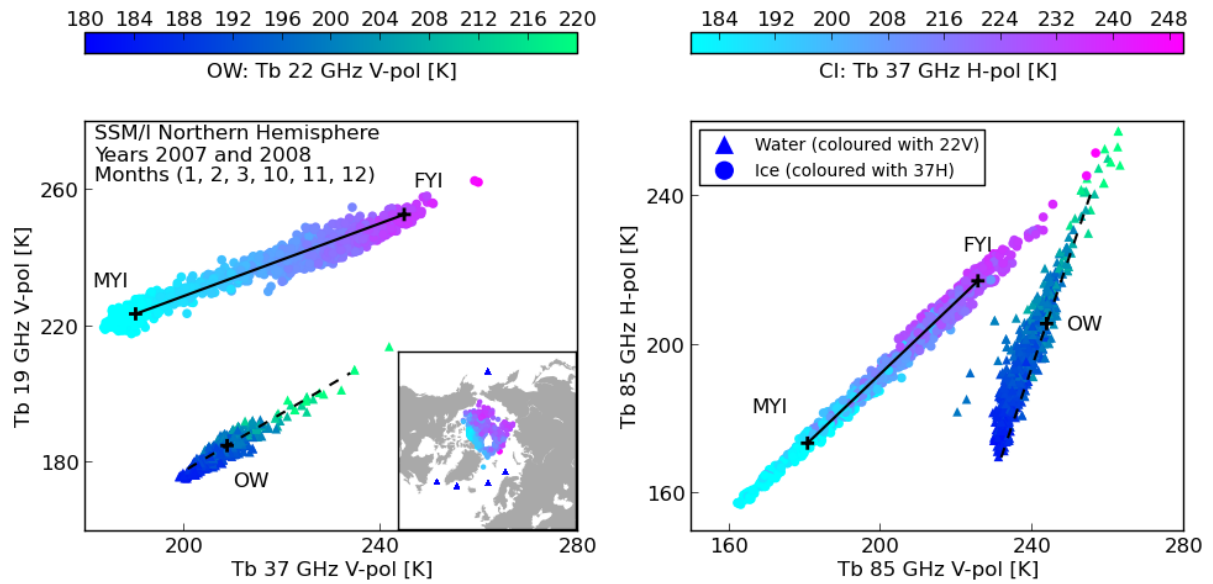 180 184 188 192 196 200 204 208 212 216 220
OW: Tb 22 GHz V-pol [K]
184 192 200 208 216 224 232 240 248
CI: Tb 37 GHz H-pol [K]
SSM/I Northern Hemisphere
Years 2007 and 2008
Months (1, 2, 3, 10, 11, 12)
FYI
MYI
OW
260
220
180
Tb 19 GHz V-pol [K]
200 240 280
Tb 37 GHz V-pol [K]
Water (coloured with 22V)
Ice (coloured with 37H)
FYI
OW
MYI
240
200
160
Tb 85 GHz H-pol [K]
160 200 240 280
Tb 85 GHz V-pol [K]